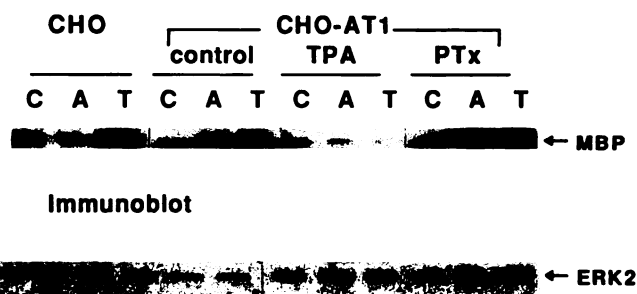 CHO CHO-AT1
control TPA PTx
C A T C A T C A T C A T
← MBP
Immunoblot
← ERK2